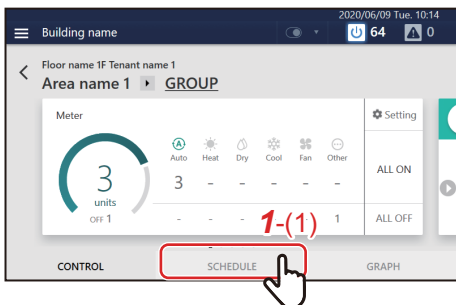 2020/06/09 Tue. 10:14
Building name
64
0
Floor name 1F Tenant name 1
Area name 1 GROUP
Meter
Setting
A
Auto Heat Dry Cool Fan Other
3
units
OFF 1
3 - - - - -
ALL ON
- - - - - 1
ALL OFF
1-(1)
CONTROL SCHEDULE GRAPH